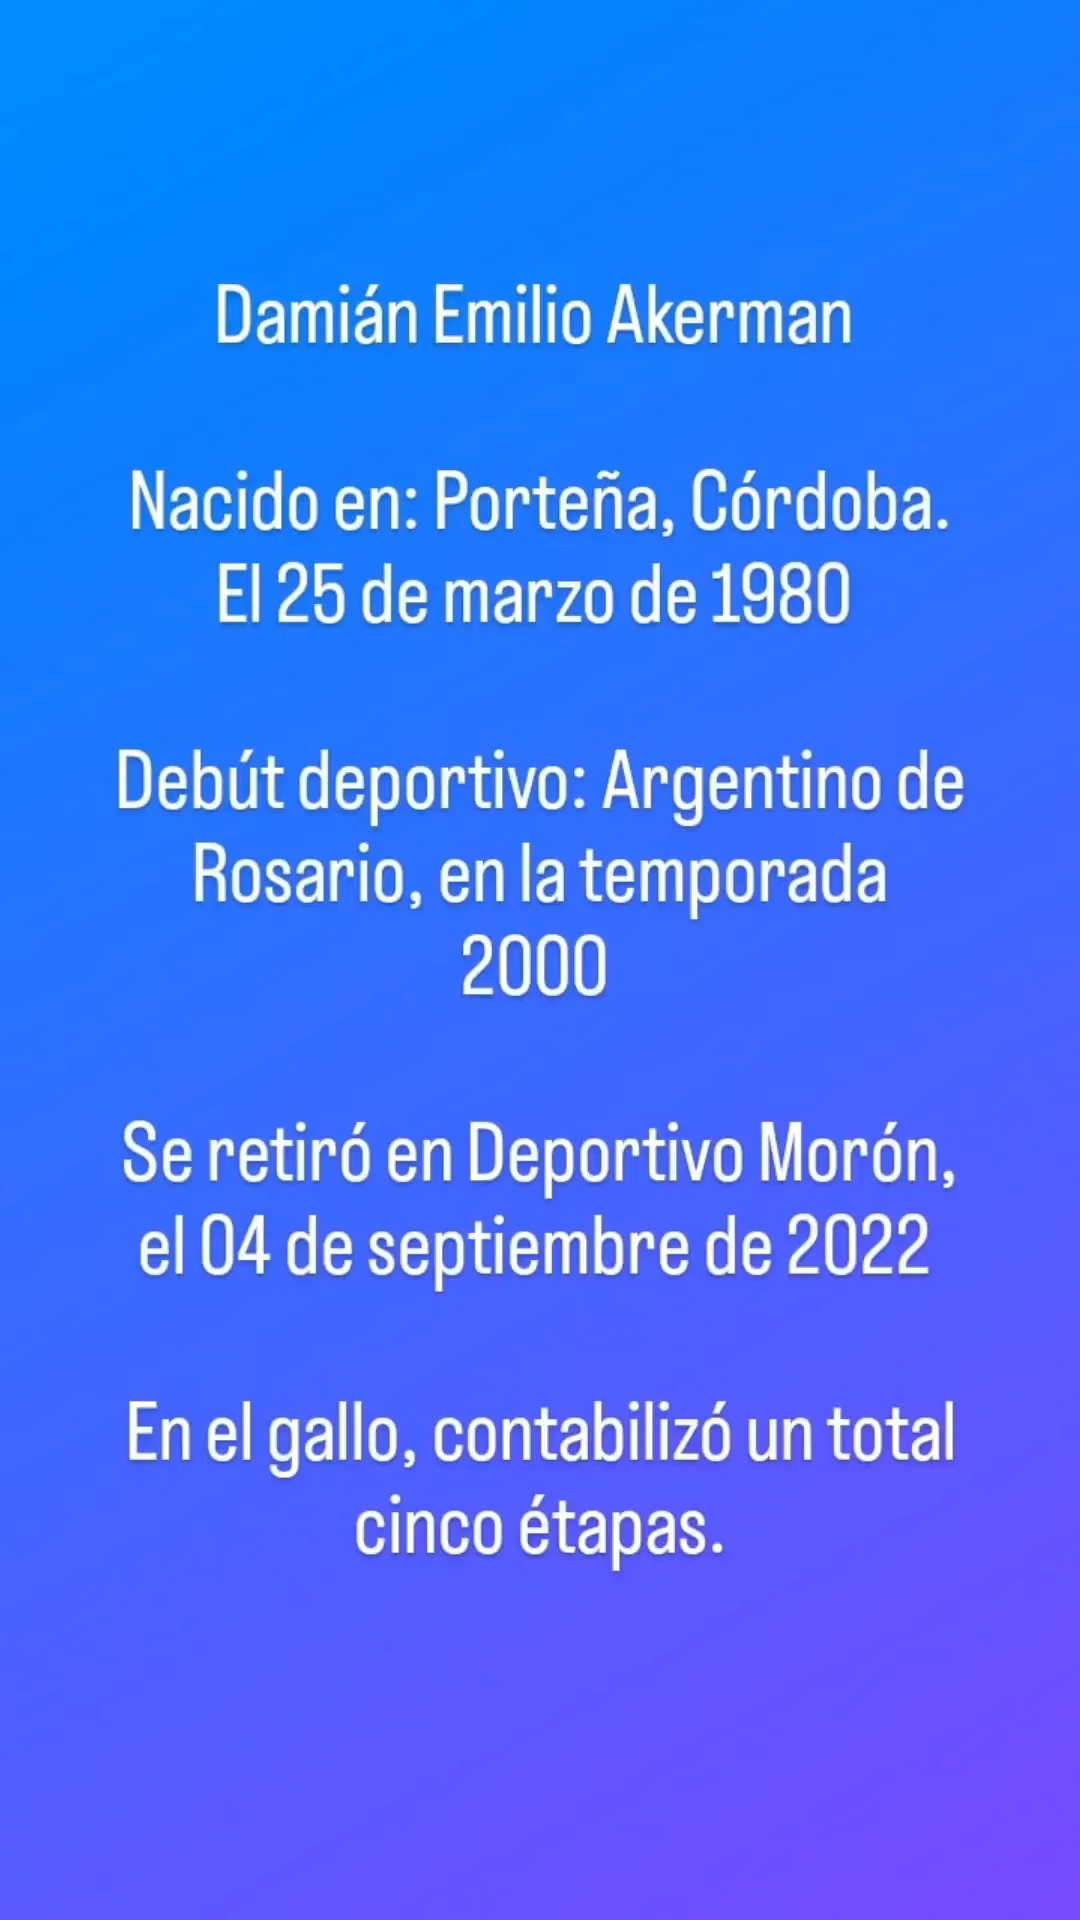 Damián Emilio Akerman
Nacido en: Porteña, Córdoba.
El 25 de marzo de 1980
Debút deportivo: Argentino de
Rosario, en la temporada
2000
Se retiró en Deportivo Morón,
el 04 de septiembre de 2022
En el gallo, contabilizó un total
cinco étapas.